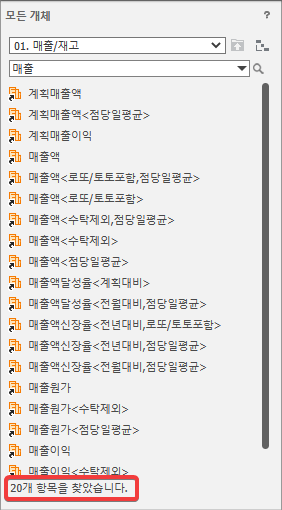 모든 개체 ?
01. 매출/재고
매출
계획매출액
계획매출액<점당일평균>
계획매출이익
매출액
매출액<로또/토토포함,점당일평균>
매출액<로또/토토포함>
매출액<수탁제외,점당일평균>
매출액<수탁제외>
매출액<점당일평균>
매출액달성율<계획대비>
매출액달성율<전월대비,점당일평균>
매출액신장율<전년대비,로또/토토포함>
매출액신장율<전년대비,점당일평균>
매출액신장율<전월대비,점당일평균>
매출원가
매출원가<수탁제외>
매출원가<점당일평균>
매출이익
매출이익<수탁제외>
20개 항목을 찾았습니다.